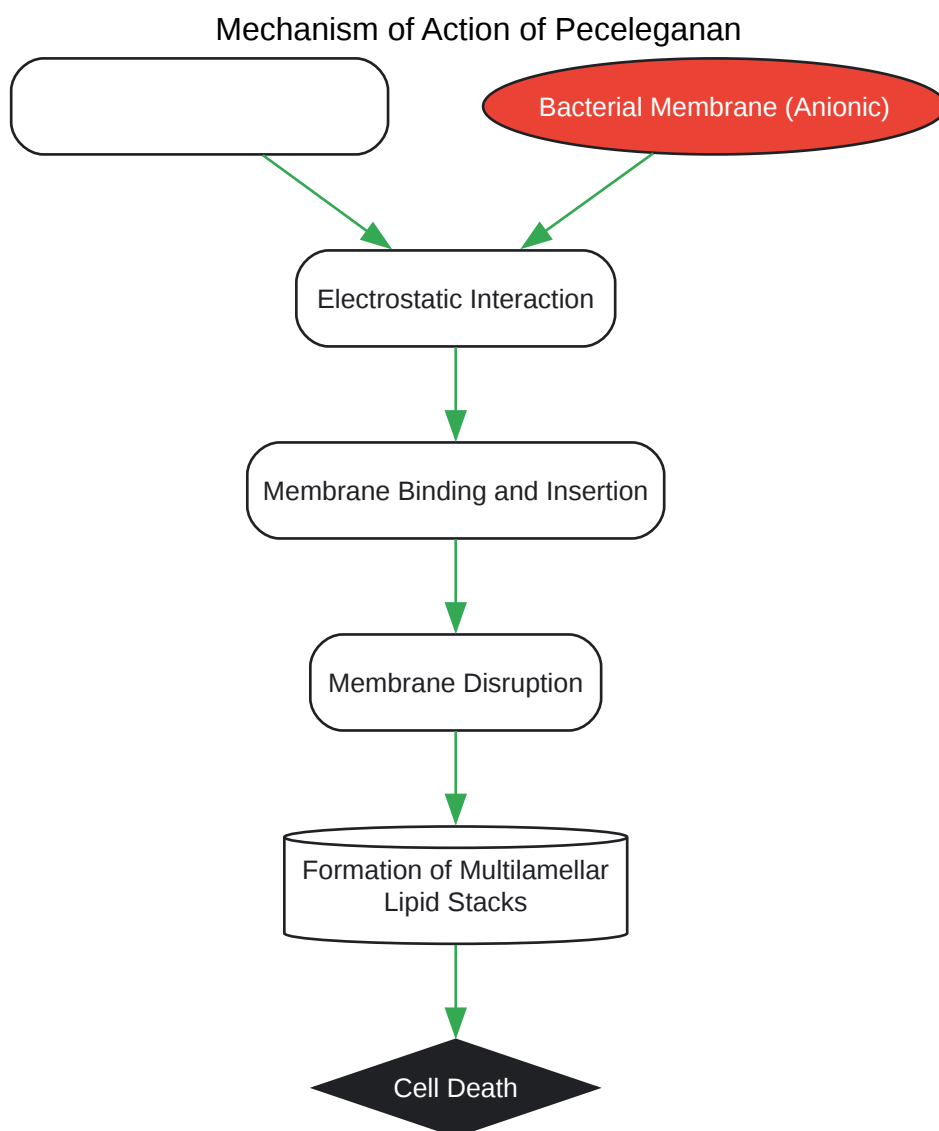 Mechanism of Action of Peceleganan
Bacterial Membrane (Anionic)
Electrostatic Interaction
Membrane Binding and Insertion
Membrane Disruption
Formation of Multilamellar
Lipid Stacks
Cell Death